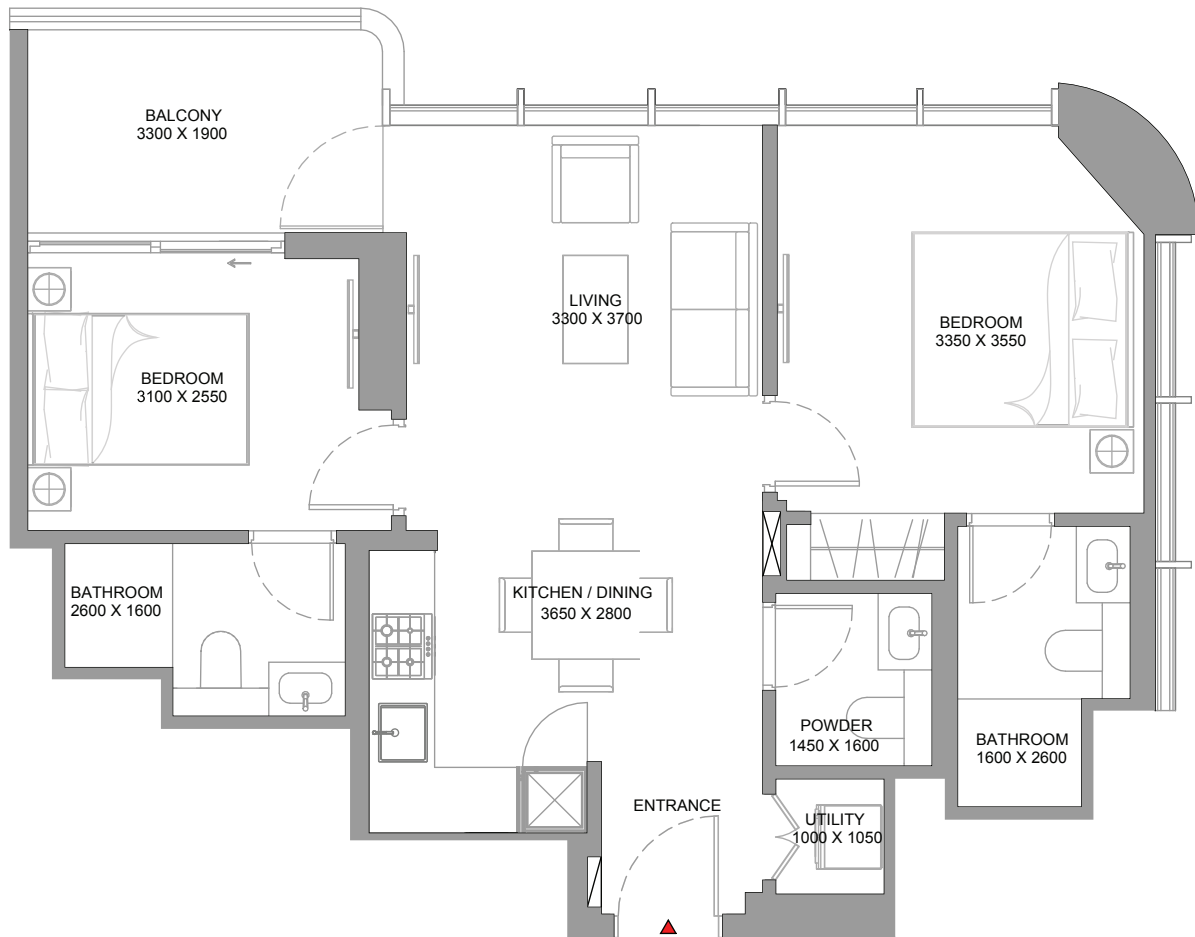 BALCONY
3300 X 1900
LIVING
3300 X 3700
BEDROOM
3350 X 3550
BEDROOM
3100 X 2550
BATHROOM
2600 X 1600
KITCHEN / DINING
3650 X 2800
POWDER
1450 X 1600
BATHROOM
1600 X 2600
ENTRANCE
UTILITY
1000 X 1050